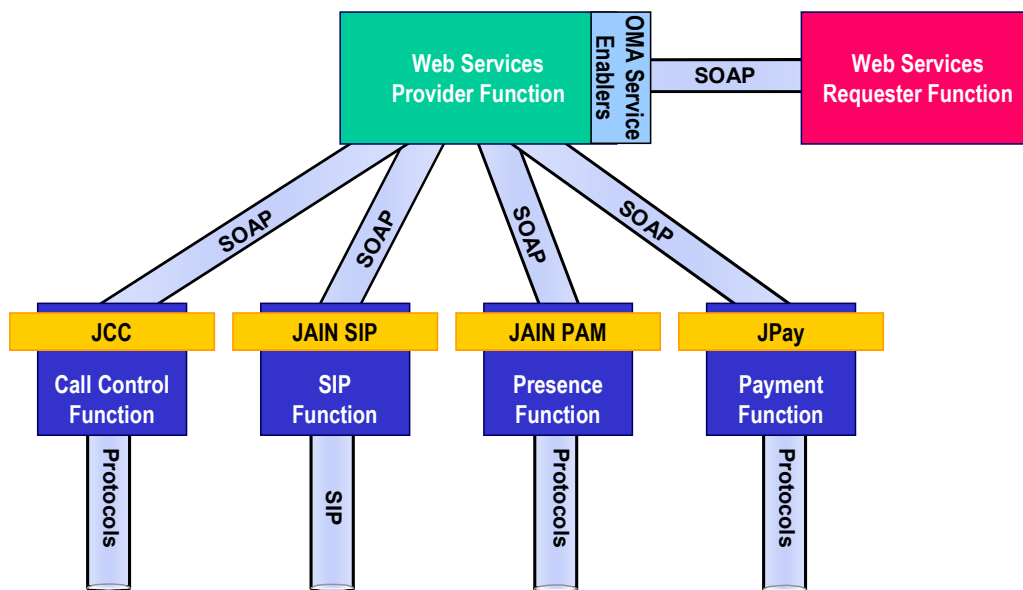 Web Services
Provider Function
OMA Service
Enablers
SOAP
Web Services
Requester Function
SOAP
SOAP
SOAP
SOAP
JCC
JAIN SIP
JAIN PAM
JPay
Call Control
Function
SIP
Function
Presence
Function
Payment
Function
Protocols
SIP
Protocols
Protocols